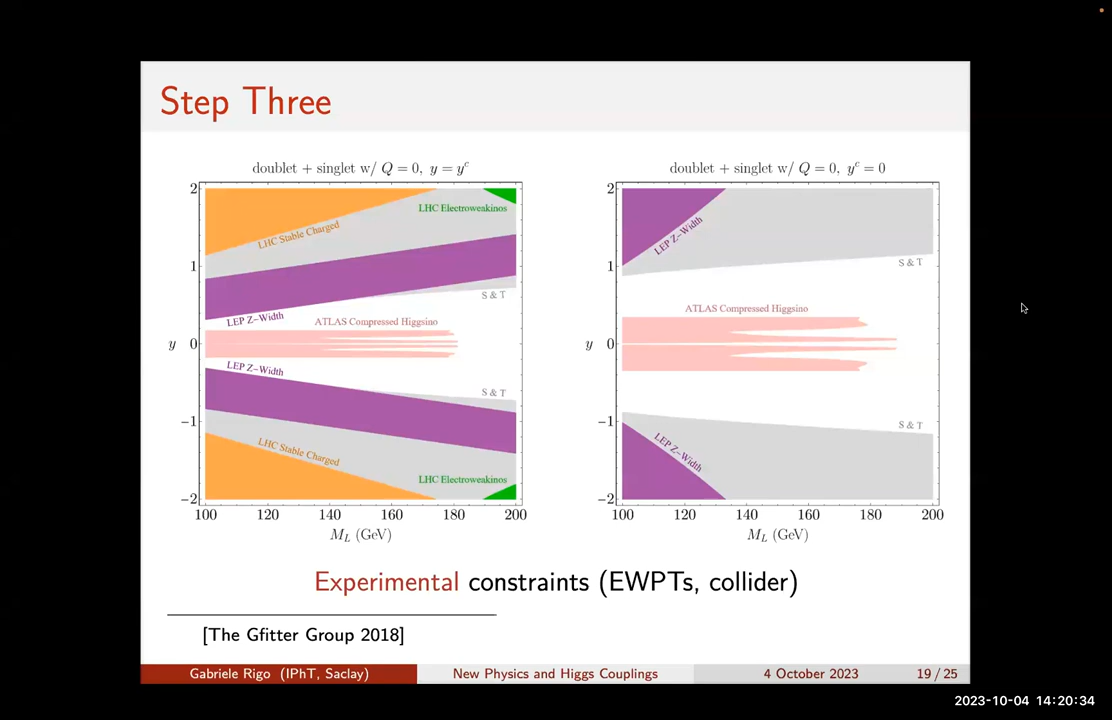 Step Three
doublet + singlet w/ Q = 0, y = y^c
2
1
0
−1
−2
y
LHC Stable Charged
LHC Electroweakinos
S & T
LEP Z−Width
ATLAS Compressed Higgsino
LEP Z−Width
S & T
LHC Stable Charged
LHC Electroweakinos
100 120 140 160 180 200
M_L (GeV)
doublet + singlet w/ Q = 0, y^c = 0
2
1
0
−1
−2
y
LEP Z−Width
S & T
ATLAS Compressed Higgsino
S & T
LEP Z−Width
100 120 140 160 180 200
M_L (GeV)
Experimental constraints (EWPTs, collider)
[The Gfitter Group 2018]
Gabriele Rigo (IPhT, Saclay) New Physics and Higgs Couplings 4 October 2023 19 / 25
2023-10-04 14:20:34